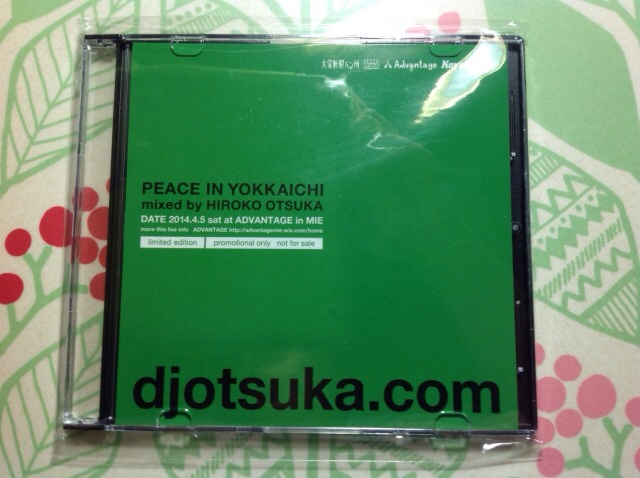 Advantage
PEACE IN YOKKAICHI
mixed by HIROKO OTSUKA
DATE 2014.4.5 sat at ADVANTAGE in MIE
more this live info ADVANTAGE http://advantagemie.wix.com/home
limited edition promotional only not for sale
djotsuka.com